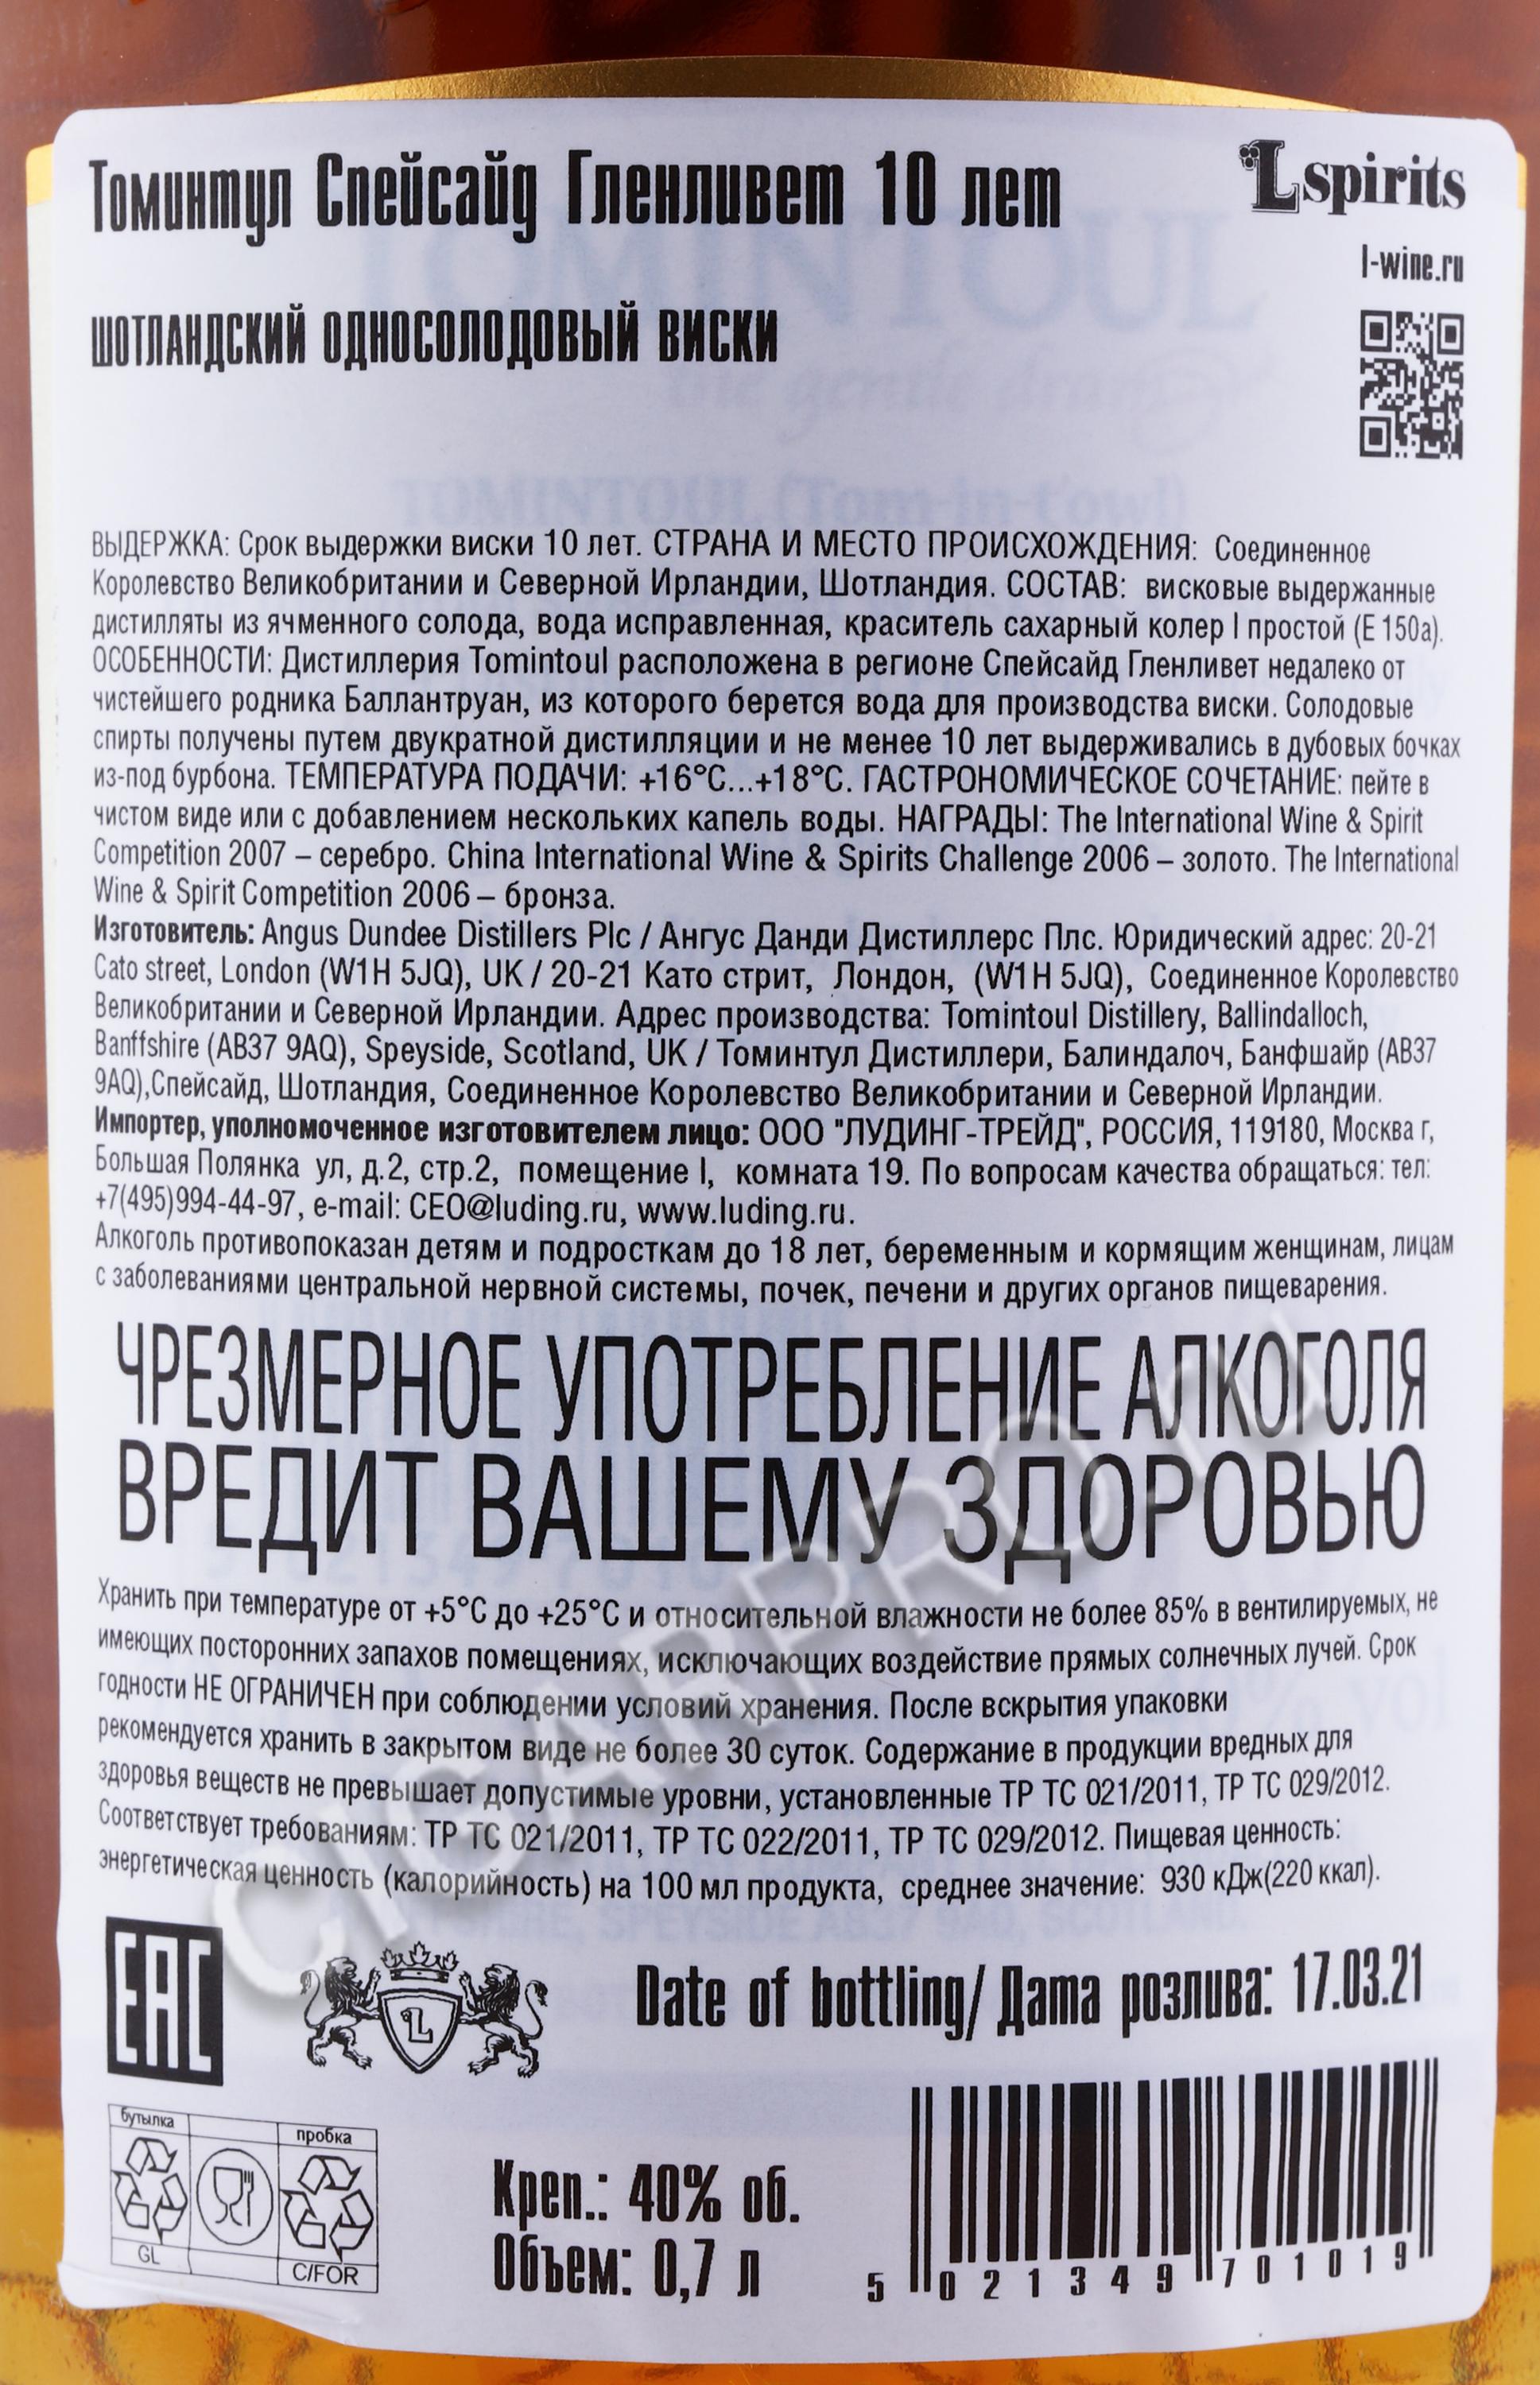 Томинтул Спейсайд Гленливет 10 лет
L spirits
l-wine.ru
ШОТЛАНДСКИЙ ОДНОСОЛОДОВЫЙ ВИСКИ
ВЫДЕРЖКА: Срок выдержки виски 10 лет. СТРАНА И МЕСТО ПРОИСХОЖДЕНИЯ: Соединенное
Королевство Великобритании и Северной Ирландии, Шотландия. СОСТАВ: висковые выдержанные
дистилляты из ячменного солода, вода исправленная, краситель сахарный колер I простой (Е 150а).
ОСОБЕННОСТИ: Дистиллерия Tomintoul расположена в регионе Спейсайд Гленливет недалеко от
чистейшего родника Баллантруан, из которого берется вода для производства виски. Солодовые
спирты получены путем двукратной дистилляции и не менее 10 лет выдерживались в дубовых бочках
из-под бурбона. ТЕМПЕРАТУРА ПОДАЧИ: +16°С...+18°С. ГАСТРОНОМИЧЕСКОЕ СОЧЕТАНИЕ: пейте в
чистом виде или с добавлением нескольких капель воды. НАГРАДЫ: The International Wine & Spirit
Competition 2007 – серебро. China International Wine & Spirits Challenge 2006 – золото. The International
Wine & Spirit Competition 2006 – бронза.
Изготовитель: Angus Dundee Distillers Plc / Ангус Данди Дистиллерс Плс. Юридический адрес: 20-21
Cato street, London (W1H 5JQ), UK / 20-21 Като стрит, Лондон, (W1H 5JQ), Соединенное Королевство
Великобритании и Северной Ирландии. Адрес производства: Tomintoul Distillery, Ballindalloch,
Banffshire (AB37 9AQ), Speyside, Scotland, UK / Томинтул Дистиллери, Балиндалоч, Банфшайр (AB37
9AQ),Спейсайд, Шотландия, Соединенное Королевство Великобритании и Северной Ирландии.
Импортер, уполномоченное изготовителем лицо: ООО "ЛУДИНГ-ТРЕЙД", РОССИЯ, 119180, Москва г,
Большая Полянка ул, д.2, стр.2, помещение I, комната 19. По вопросам качества обращаться: тел:
+7(495)994-44-97, e-mail: CEO@luding.ru, www.luding.ru.
Алкоголь противопоказан детям и подросткам до 18 лет, беременным и кормящим женщинам, лицам
с заболеваниями центральной нервной системы, почек, печени и других органов пищеварения.
ЧРЕЗМЕРНОЕ УПОТРЕБЛЕНИЕ АЛКОГОЛЯ
ВРЕДИТ ВАШЕМУ ЗДОРОВЬЮ
Хранить при температуре от +5°С до +25°С и относительной влажности не более 85% в вентилируемых, не
имеющих посторонних запахов помещениях, исключающих воздействие прямых солнечных лучей. Срок
годности НЕ ОГРАНИЧЕН при соблюдении условий хранения. После вскрытия упаковки
рекомендуется хранить в закрытом виде не более 30 суток. Содержание в продукции вредных для
здоровья веществ не превышает допустимые уровни, установленные ТР ТС 021/2011, ТР ТС 029/2012.
Соответствует требованиям: ТР ТС 021/2011, ТР ТС 022/2011, ТР ТС 029/2012. Пищевая ценность:
энергетическая ценность (калорийность) на 100 мл продукта, среднее значение: 930 кДж(220 ккал).
CIGARPRO.ru
EAC
L
Date of bottling/ Дата розлива: 17.03.21
бутылка
пробка
GL
C/FOR
Креп.: 40% об.
Объем: 0,7 л
5 021349 701019